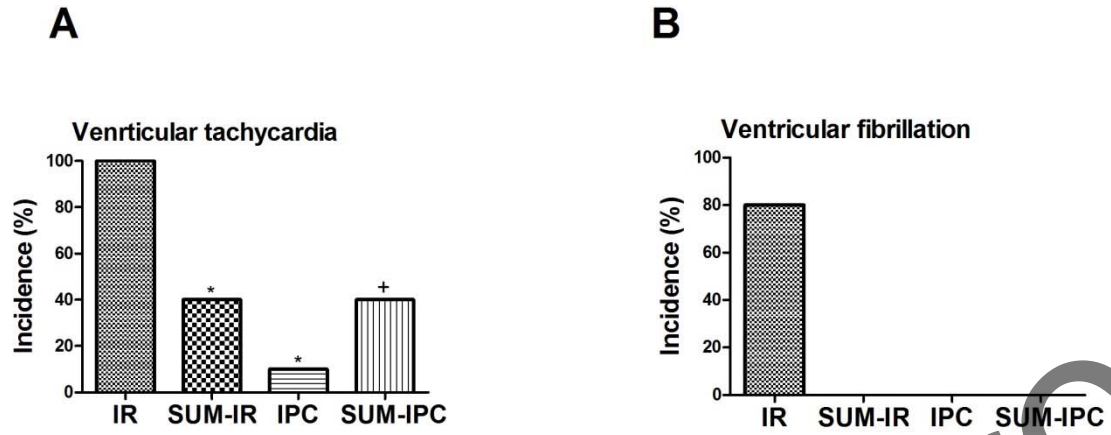 A
Venrticular tachycardia
Incidence (%)
100
80
60
40
20
0
*
*
+
IR SUM-IR IPC SUM-IPC
B
Ventricular fibrillation
Incidence (%)
100
80
60
40
20
0
IR SUM-IR IPC SUM-IPC